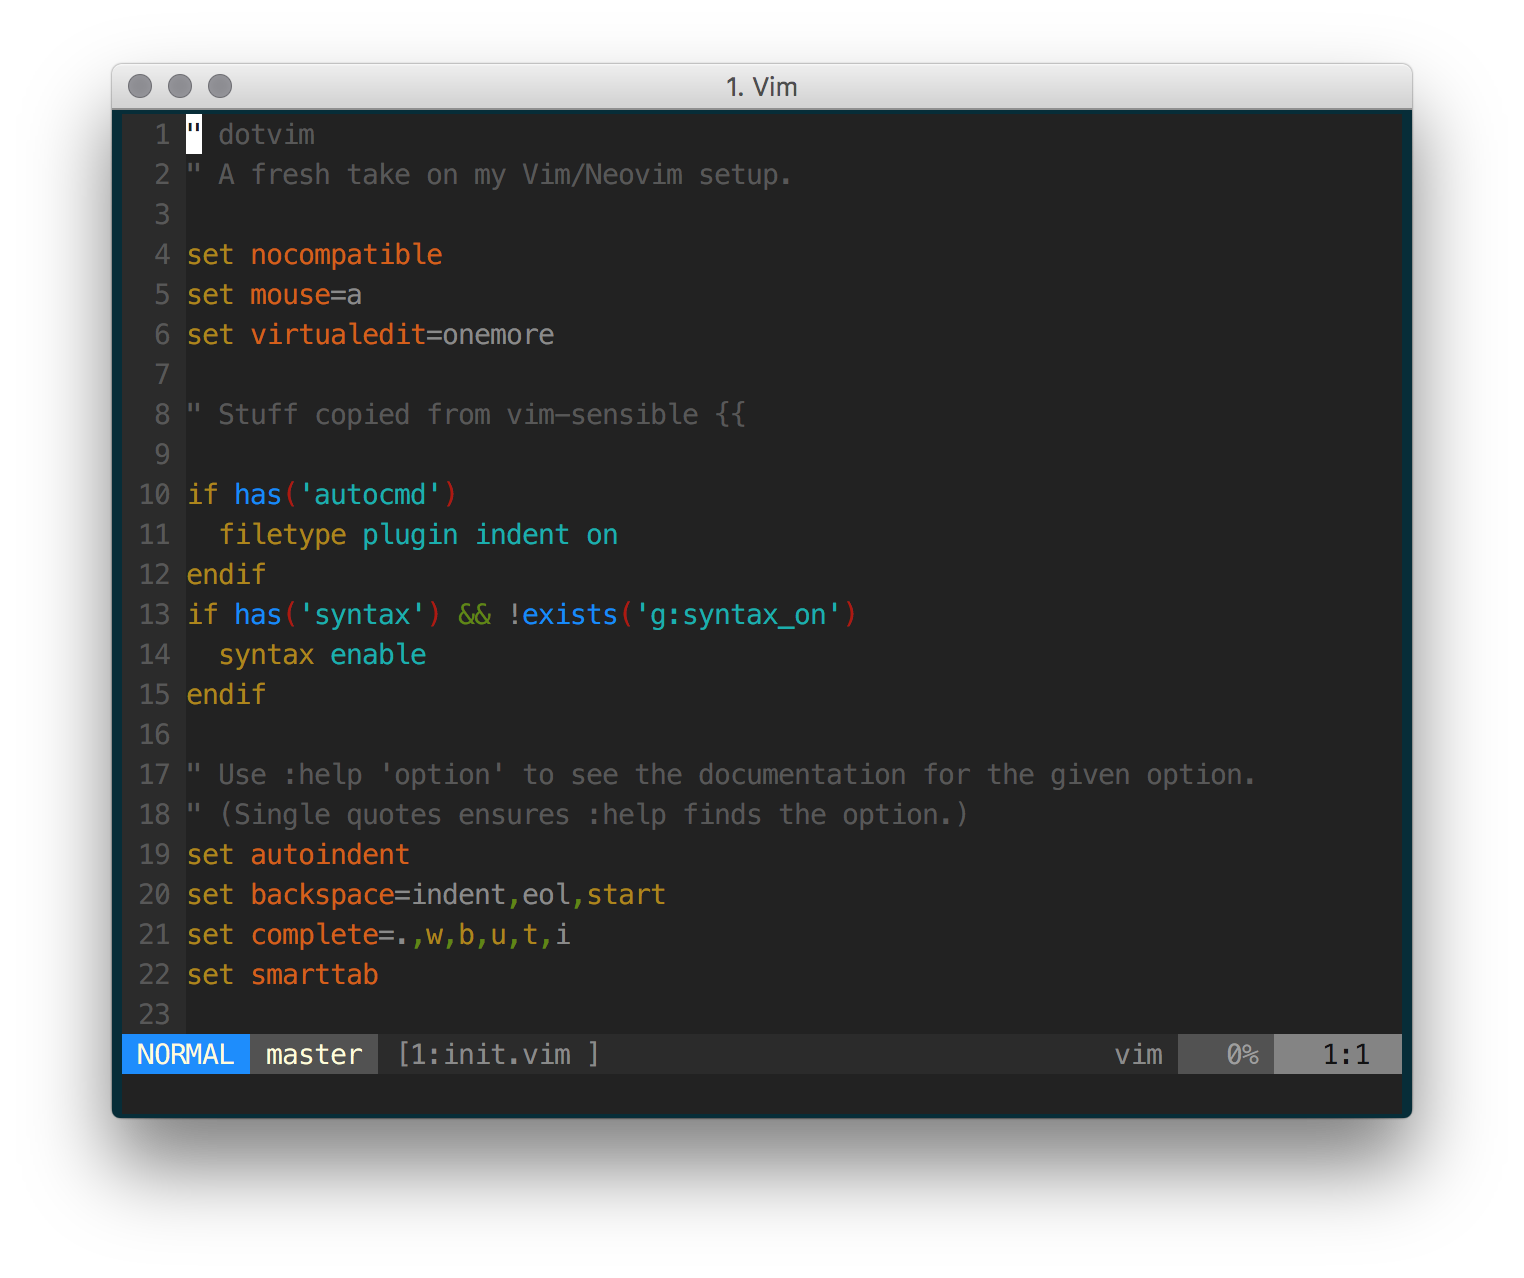 1. Vim
1 " dotvim
2 " A fresh take on my Vim/Neovim setup.
3
4 set nocompatible
5 set mouse=a
6 set virtualedit=onemore
7
8 " Stuff copied from vim-sensible {{
9
10 if has('autocmd')
11   filetype plugin indent on
12 endif
13 if has('syntax') && !exists('g:syntax_on')
14   syntax enable
15 endif
16
17 " Use :help 'option' to see the documentation for the given option.
18 " (Single quotes ensures :help finds the option.)
19 set autoindent
20 set backspace=indent,eol,start
21 set complete=.,w,b,u,t,i
22 set smarttab
23
NORMAL master [1:init.vim ] vim 0% 1:1